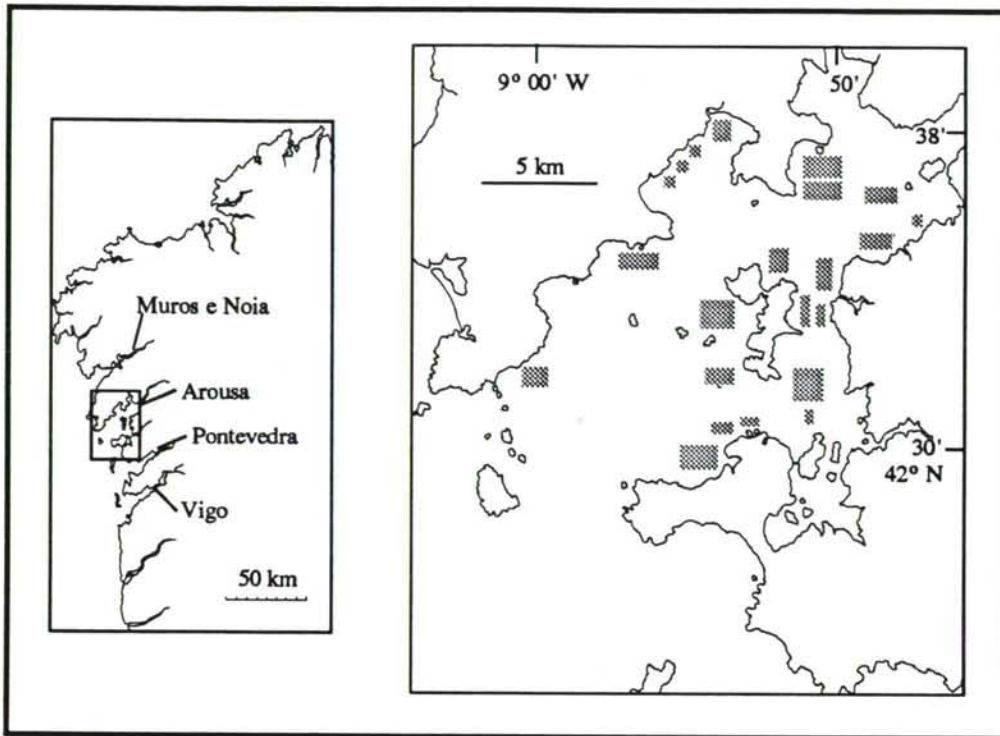 Muros e Noia
Arousa
Pontevedra
Vigo
50 km
9° 00' W
50'
38'
5 km
30'
42° N